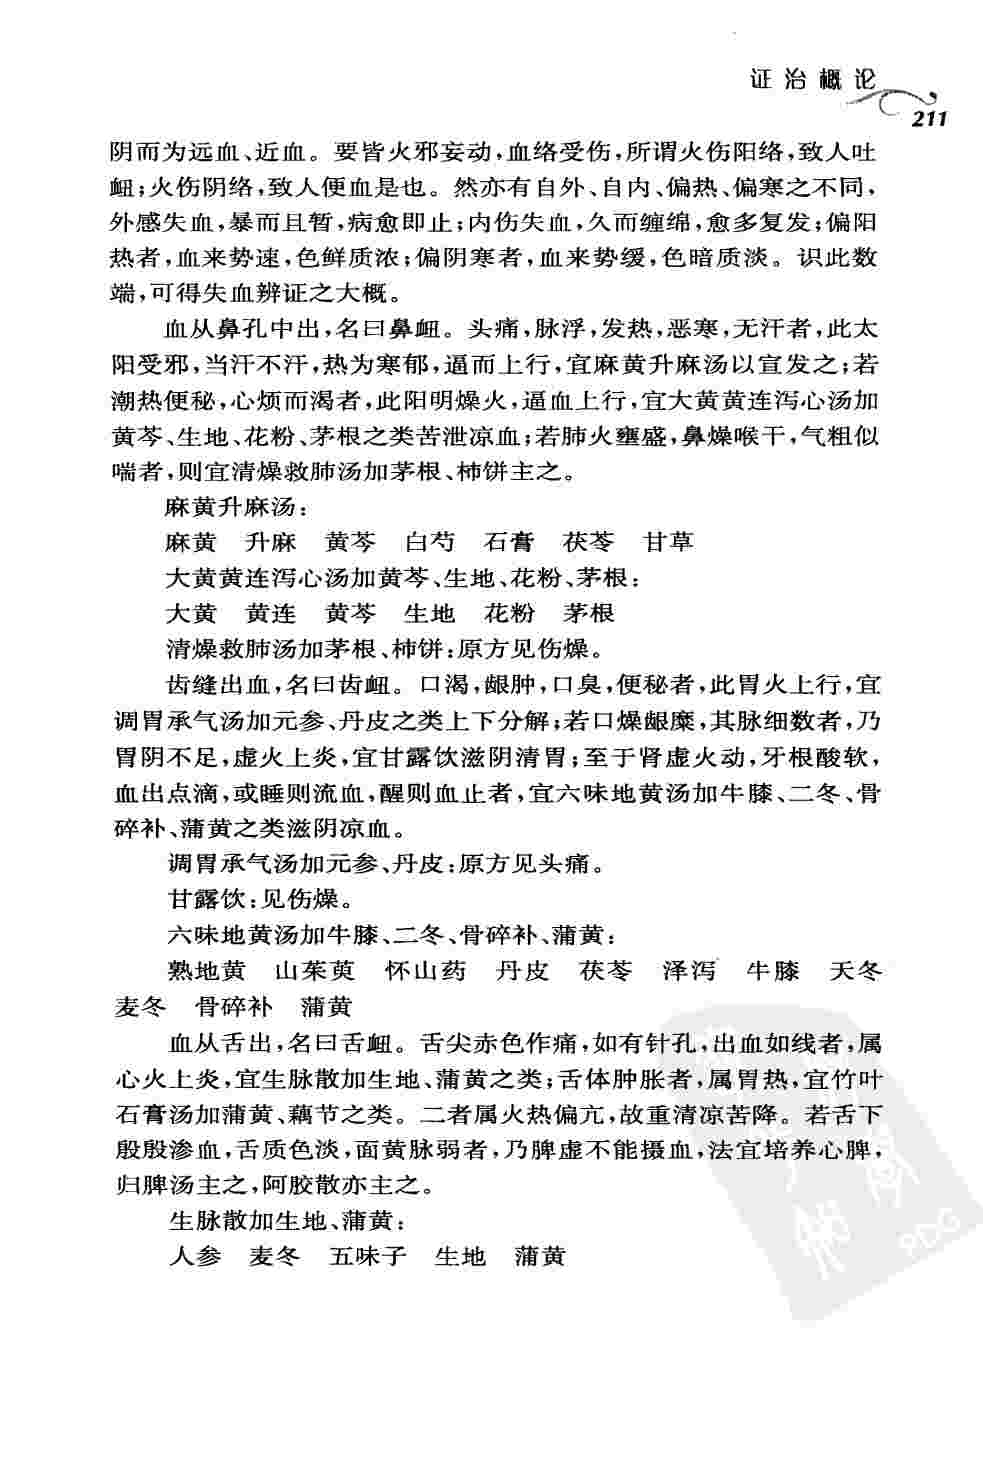 证治概论
211
阴而为远血、近血。要皆火邪妄动,血络受伤,所谓火伤阳络,致人吐
衄;火伤阴络,致人便血是也。然亦有自外、自内、偏热、偏寒之不同,
外感失血,暴而且暂,病愈即止;内伤失血,久而缠绵,愈多复发;偏阳
热者,血来势速,色鲜质浓;偏阴寒者,血来势缓,色暗质淡。识此数
端,可得失血辨证之大概。
血从鼻孔中出,名曰鼻衄。头痛,脉浮,发热,恶寒,无汗者,此太
阳受邪,当汗不汗,热为寒郁,逼而上行,宜麻黄升麻汤以宣发之;若
潮热便秘,心烦而渴者,此阳明燥火,逼血上行,宜大黄黄连泻心汤加
黄芩、生地、花粉、茅根之类苦泄凉血;若肺火壅盛,鼻燥喉干,气粗似
喘者,则宜清燥救肺汤加茅根、柿饼主之。
麻黄升麻汤:
麻黄 升麻 黄芩 白芍 石膏 茯苓 甘草
大黄黄连泻心汤加黄芩、生地、花粉、茅根:
大黄 黄连 黄芩 生地 花粉 茅根
清燥救肺汤加茅根、柿饼:原方见伤燥。
齿缝出血,名曰齿衄。口渴,龈肿,口臭,便秘者,此胃火上行,宜
调胃承气汤加元参、丹皮之类上下分解;若口燥龈糜,其脉细数者,乃
胃阴不足,虚火上炎,宜甘露饮滋阴清胃;至于肾虚火动,牙根酸软,
血出点滴,或睡则流血,醒则血止者,宜六味地黄汤加牛膝、二冬、骨
碎补、蒲黄之类滋阴凉血。
调胃承气汤加元参、丹皮:原方见头痛。
甘露饮:见伤燥。
六味地黄汤加牛膝、二冬、骨碎补、蒲黄:
熟地黄 山茱萸 怀山药 丹皮 茯苓 泽泻 牛膝 天冬
麦冬 骨碎补 蒲黄
血从舌出,名曰舌衄。舌尖赤色作痛,如有针孔,出血如线者,属
心火上炎,宜生脉散加生地、蒲黄之类;舌体肿胀者,属胃热,宜竹叶
石膏汤加蒲黄、藕节之类。二者属火热偏亢,故重清凉苦降。若舌下
殷殷渗血,舌质色淡,面黄脉弱者,乃脾虚不能摄血,法宜培养心脾,
归脾汤主之,阿胶散亦主之。
生脉散加生地、蒲黄:
人参 麦冬 五味子 生地 蒲黄
PDG